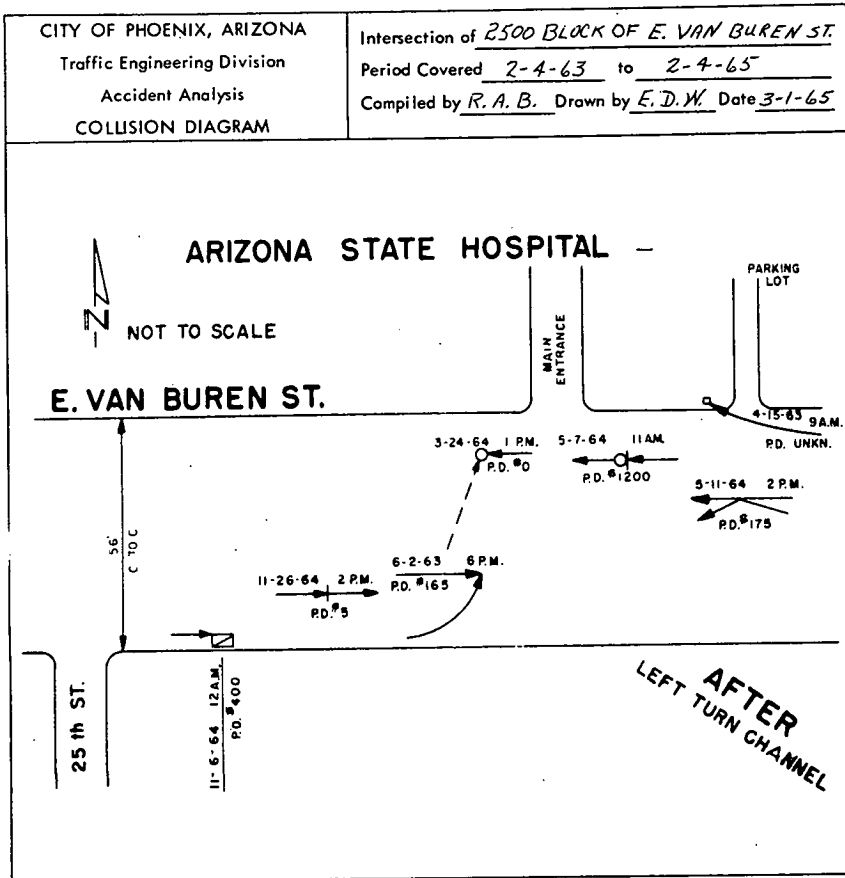 CITY OF PHOENIX, ARIZONA
Traffic Engineering Division
Accident Analysis
COLLISION DIAGRAM
Intersection of 2500 BLOCK OF E. VAN BUREN ST.
Period Covered 2-4-63 to 2-4-65
Compiled by R.A.B. Drawn by E.D.W. Date 3-1-65
ARIZONA STATE HOSPITAL
PARKING
LOT
N
NOT TO SCALE
MAIN
ENTRANCE
E. VAN BUREN ST.
4-15-63 9 A.M.
P.D. UNKN.
3-24-64 1 P.M.
P.D. $0
5-7-64 11 AM.
P.D. $1200
5-11-64 2 P.M.
P.D. $175
56'
C TO C
6-2-63 6 P.M.
P.D. $165
11-26-64 2 P.M.
P.D. $5
11-6-64 12 A.M.
P.D. $400
25th ST.
AFTER
LEFT TURN CHANNEL